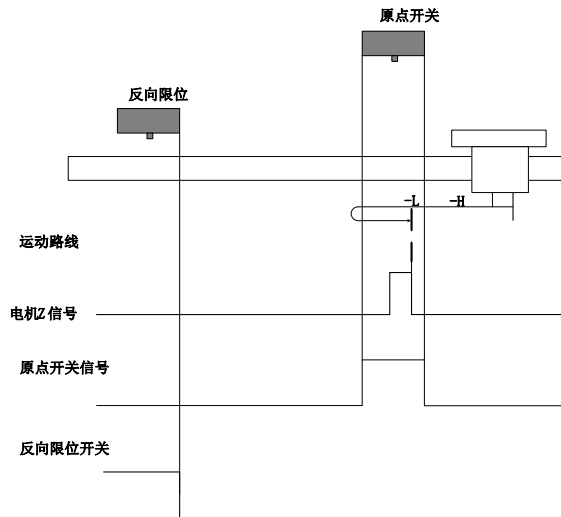 原点开关
反向限位
-L
-H
运动路线
电机Z信号
原点开关信号
反向限位开关